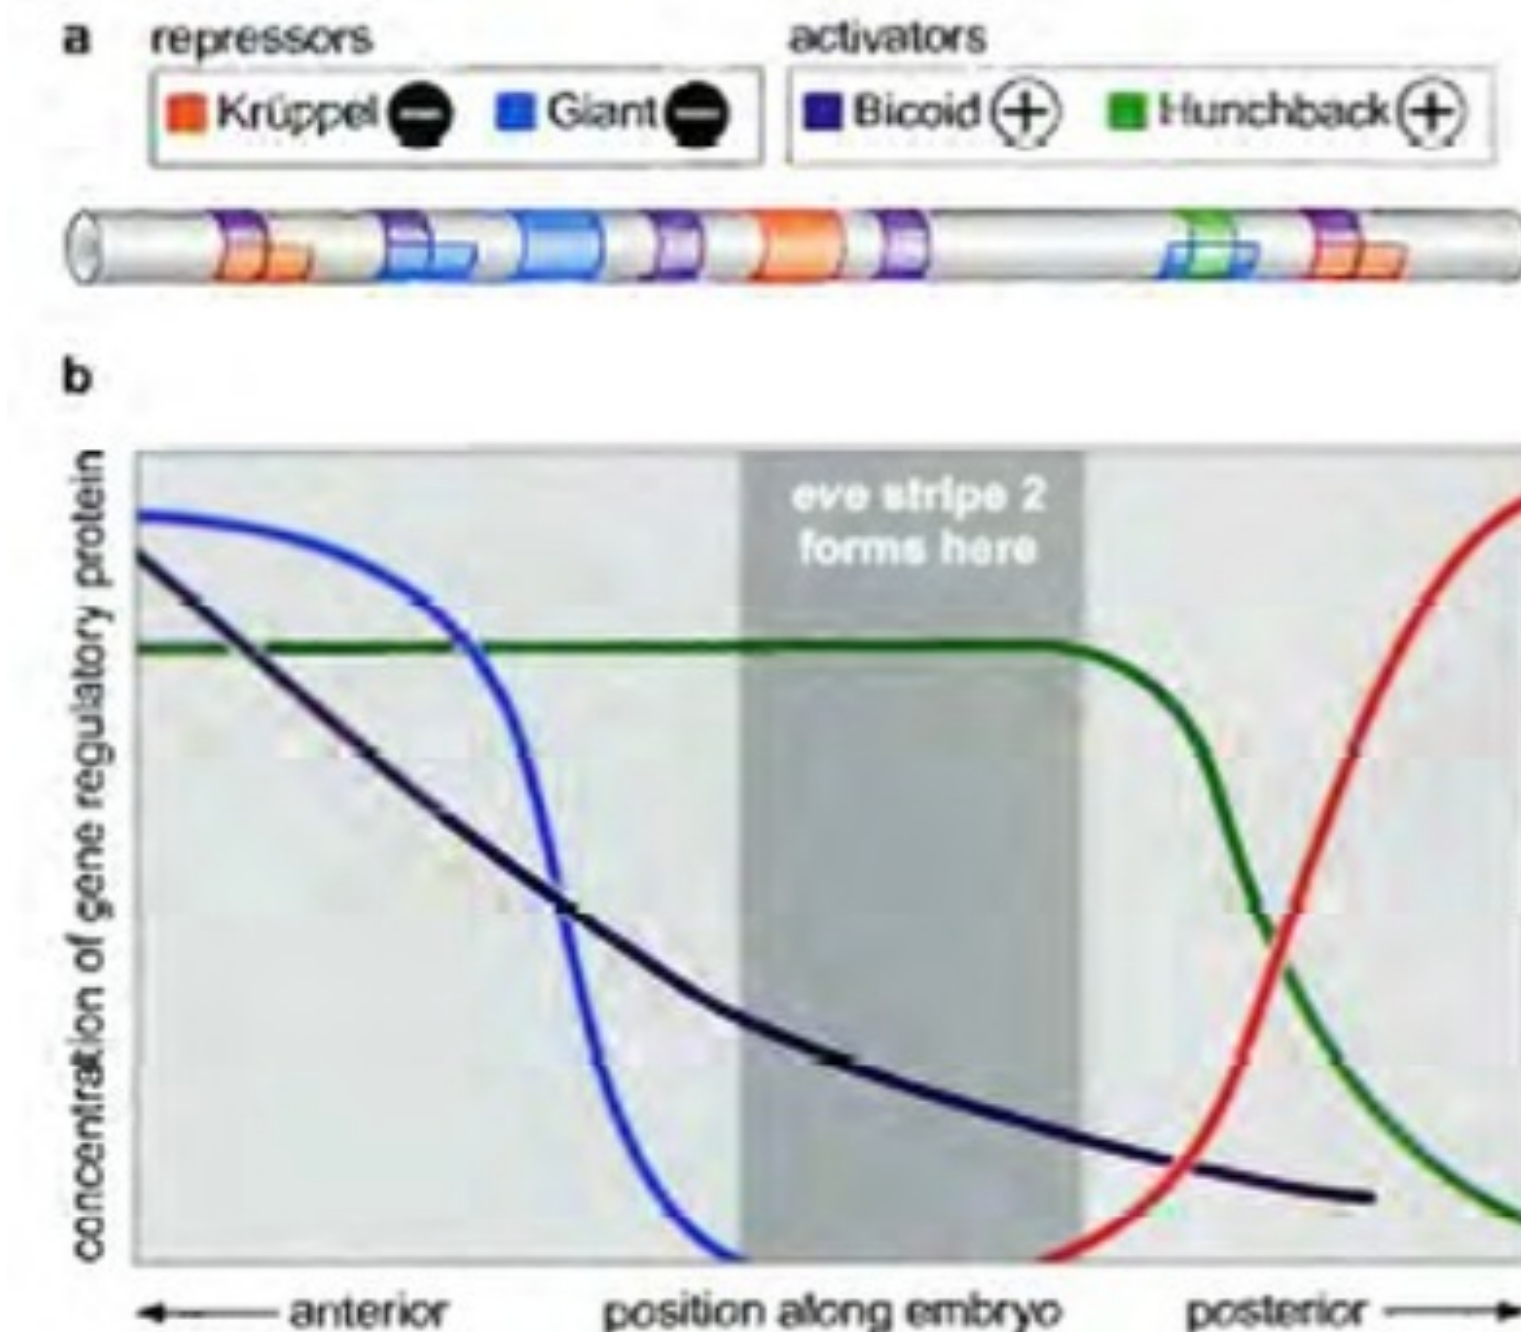 a repressors activators
Krüppel − Giant − Bicoid + Hunchback +
b
concentration of gene regulatory protein
eve stripe 2
forms here
anterior position along embryo posterior